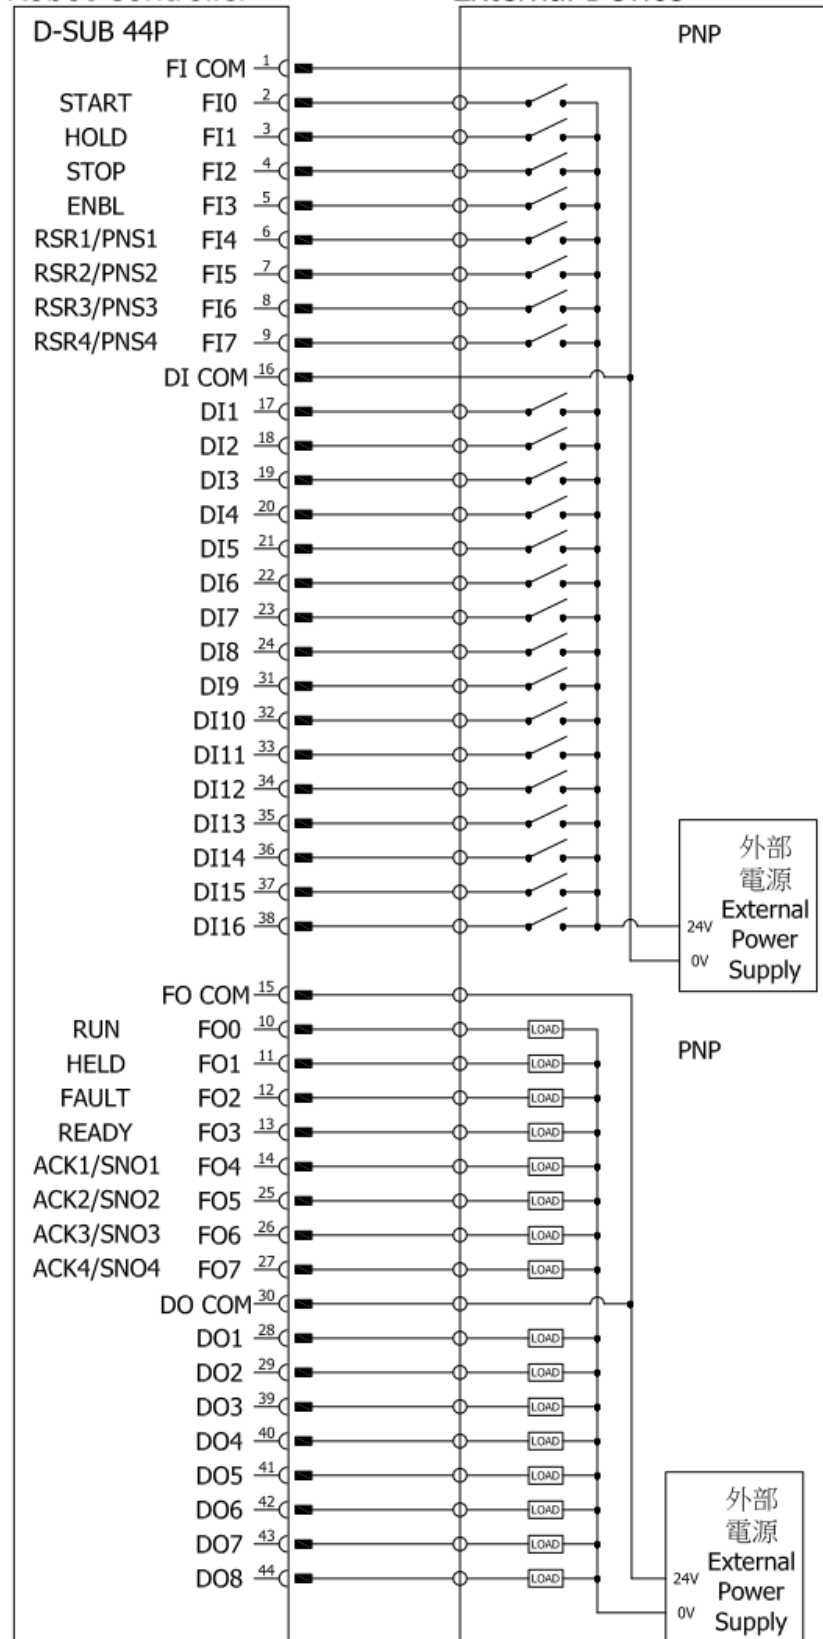 D-SUB 44P
PNP
FI COM 1
START FI0 2
HOLD FI1 3
STOP FI2 4
ENBL FI3 5
RSR1/PNS1 FI4 6
RSR2/PNS2 FI5 7
RSR3/PNS3 FI6 8
RSR4/PNS4 FI7 9
DI COM 16
DI1 17
DI2 18
DI3 19
DI4 20
DI5 21
DI6 22
DI7 23
DI8 24
DI9 31
DI10 32
DI11 33
DI12 34
DI13 35
DI14 36
DI15 37
DI16 38
外部
電源
External
Power
Supply
24V
0V
FO COM 15
PNP
RUN FO0 10 LOAD
HELD FO1 11 LOAD
FAULT FO2 12 LOAD
READY FO3 13 LOAD
ACK1/SNO1 FO4 14 LOAD
ACK2/SNO2 FO5 25 LOAD
ACK3/SNO3 FO6 26 LOAD
ACK4/SNO4 FO7 27 LOAD
DO COM 30
DO1 28 LOAD
DO2 29 LOAD
DO3 39 LOAD
DO4 40 LOAD
DO5 41 LOAD
DO6 42 LOAD
DO7 43 LOAD
DO8 44 LOAD
外部
電源
External
Power
Supply
24V
0V